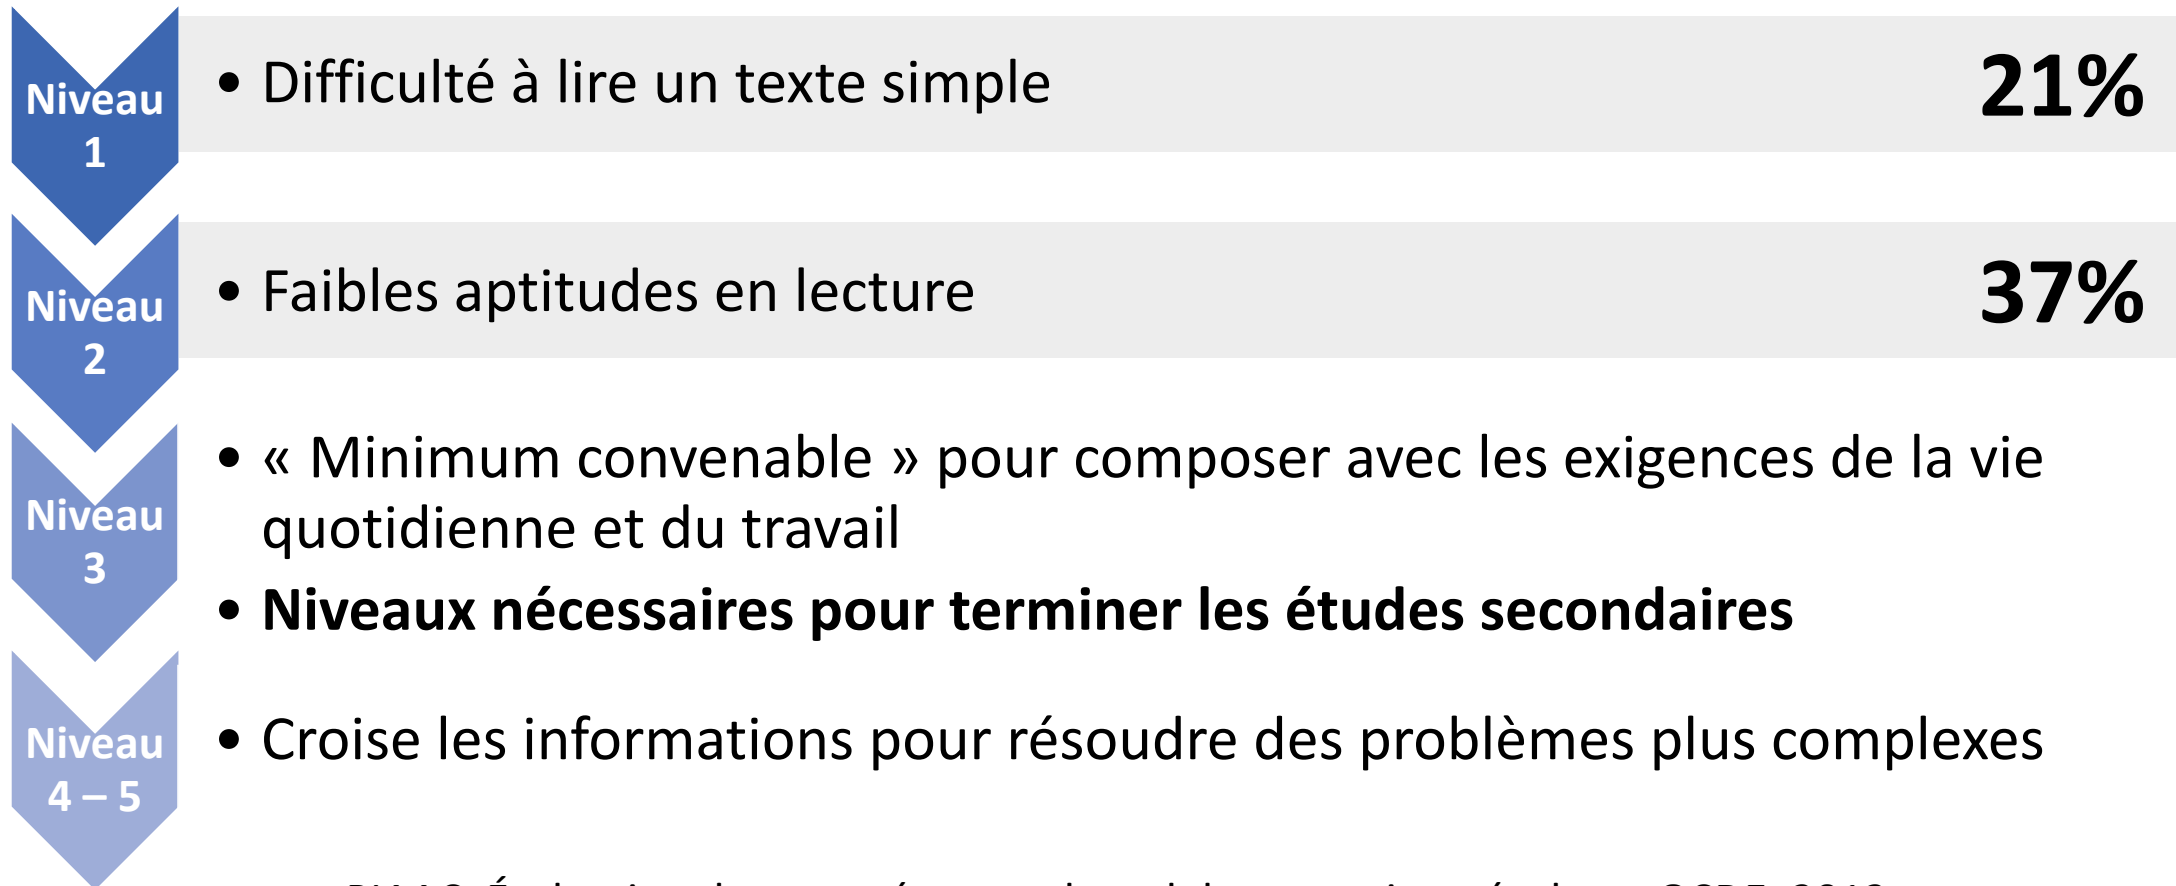 Niveau
1
• Difficulté à lire un texte simple
21%
Niveau
2
• Faibles aptitudes en lecture
37%
Niveau
3
• « Minimum convenable » pour composer avec les exigences de la vie
quotidienne et du travail
• Niveaux nécessaires pour terminer les études secondaires
Niveau
4 – 5
• Croise les informations pour résoudre des problèmes plus complexes